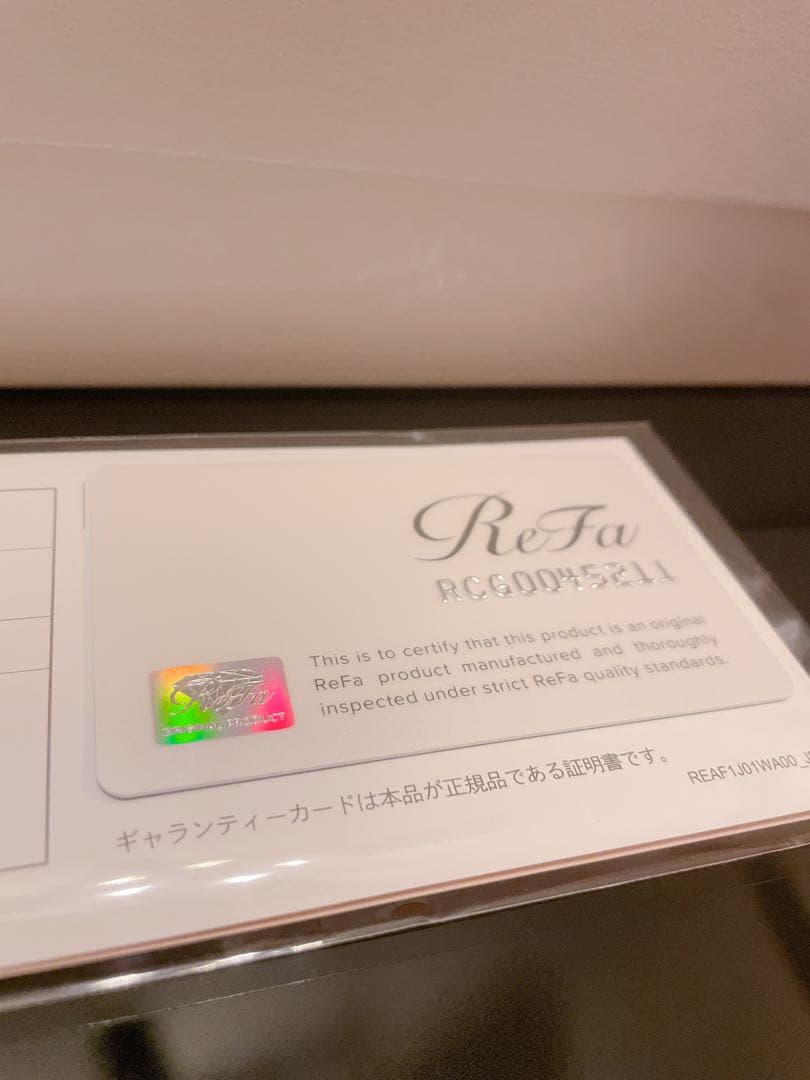 ReFa
RCG0045211
This is to certify that this product is an original
ReFa product manufactured and thoroughly
inspected under strict ReFa quality standards.
ReFa
ORIGINAL PRODUCT
ギャランティーカードは本品が正規品である証明書です。
REAF1J01WA00_J